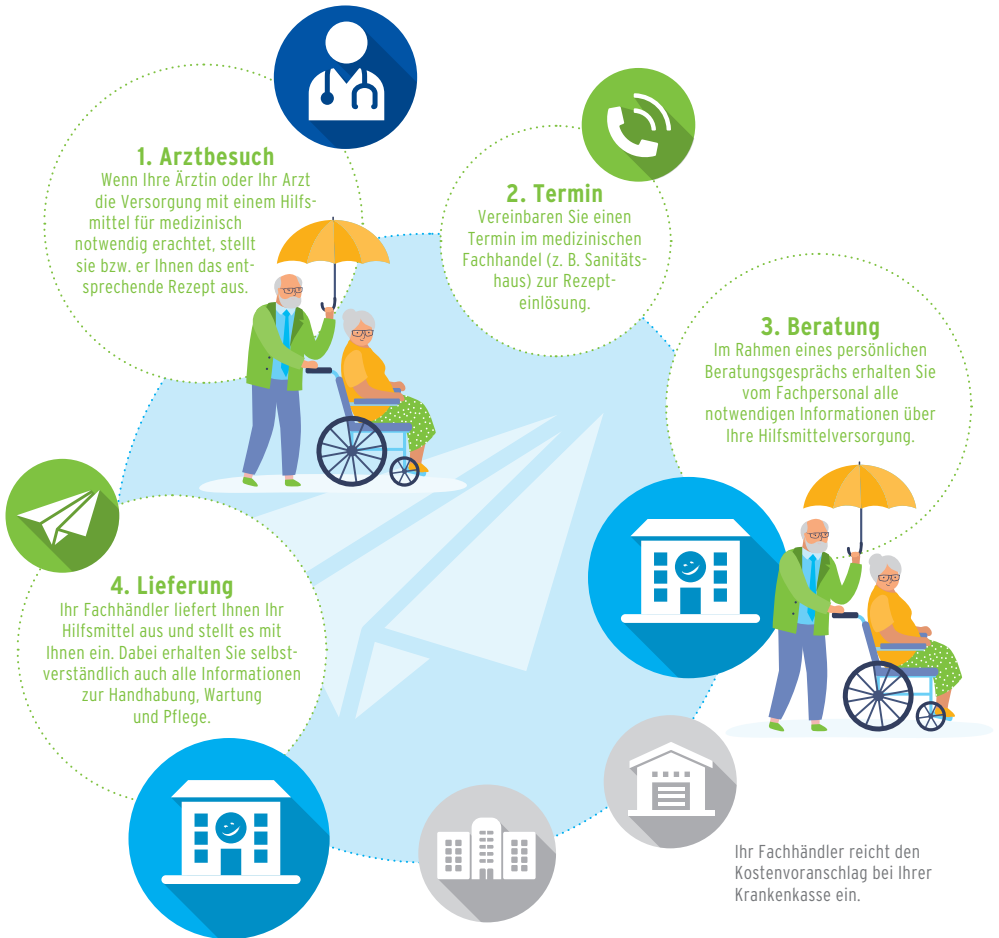 1. Arztbesuch
Wenn Ihre Ärztin oder Ihr Arzt
die Versorgung mit einem Hilfs-
mittel für medizinisch
notwendig erachtet, stellt
sie bzw. er Ihnen das ent-
sprechende Rezept aus.
2. Termin
Vereinbaren Sie einen
Termin im medizinischen
Fachhandel (z. B. Sanitäts-
haus) zur Rezept-
einlösung.
3. Beratung
Im Rahmen eines persönlichen
Beratungsgesprächs erhalten Sie
vom Fachpersonal alle
notwendigen Informationen über
Ihre Hilfsmittelversorgung.
4. Lieferung
Ihr Fachhändler liefert Ihnen Ihr
Hilfsmittel aus und stellt es mit
Ihnen ein. Dabei erhalten Sie selbst-
verständlich auch alle Informationen
zur Handhabung, Wartung
und Pflege.
Ihr Fachhändler reicht den
Kostenvoranschlag bei Ihrer
Krankenkasse ein.